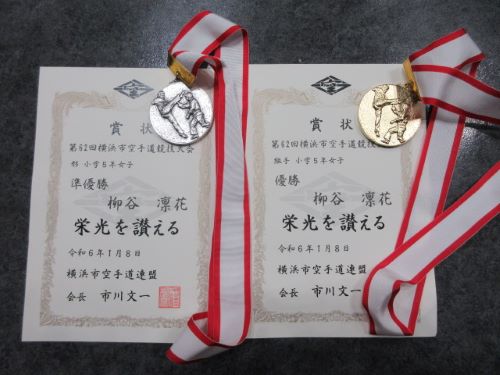 賞状
第62回横浜市空手道競技大会
形 小学5年女子
準優勝
柳谷 凛花
栄光を讃える
令和6年1月8日
横浜市空手道連盟
会長 市川文一
賞状
第62回横浜市空手道競技大会
組手 小学5年女子
優勝
柳谷 凛花
栄光を讃える
令和6年1月8日
横浜市空手道連盟
会長 市川文一